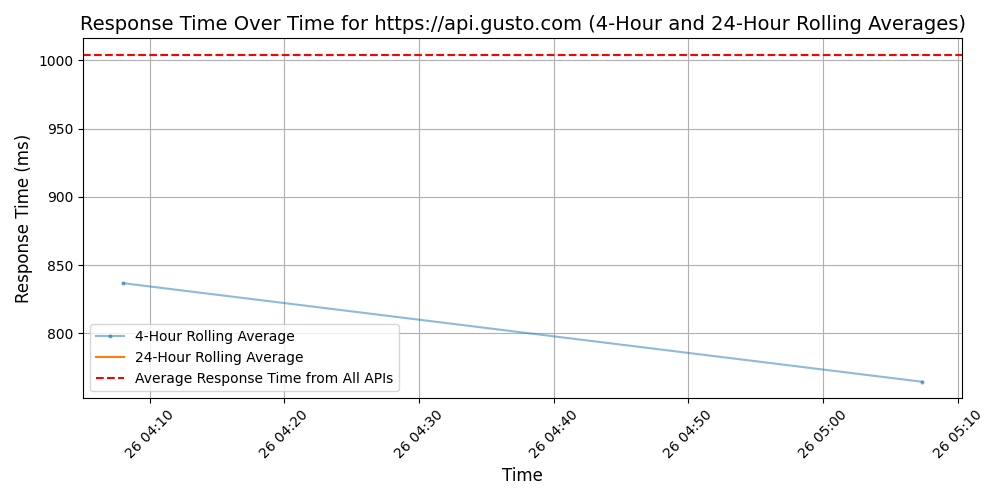 Response Time Over Time for https://api.gusto.com (4-Hour and 24-Hour Rolling Averages)
Response Time (ms)
1000
950
900
850
800
4-Hour Rolling Average
24-Hour Rolling Average
Average Response Time from All APIs
26 04:10
26 04:20
26 04:30
26 04:40
26 04:50
26 05:00
26 05:10
Time